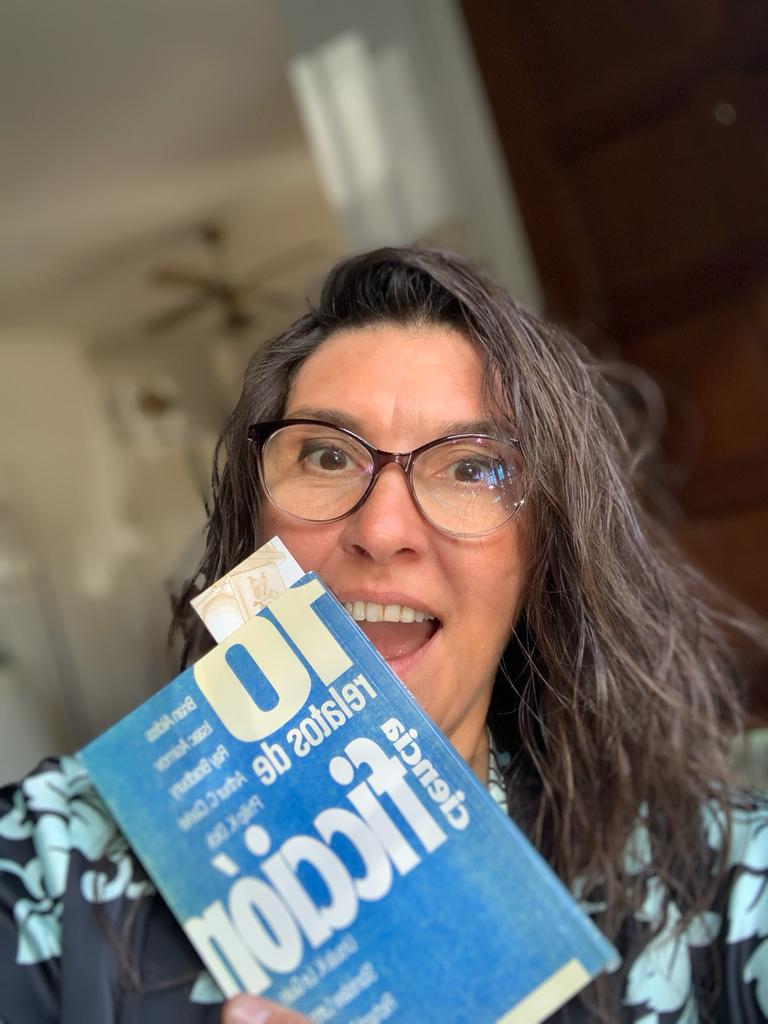 10
relatos de
ciencia
ficción
Brian Aldiss
Isaac Asimov
Ray Bradbury
Arthur C. Clarke
Philip K. Dick
Ursula K. Le Guin
Stanislaw Lem